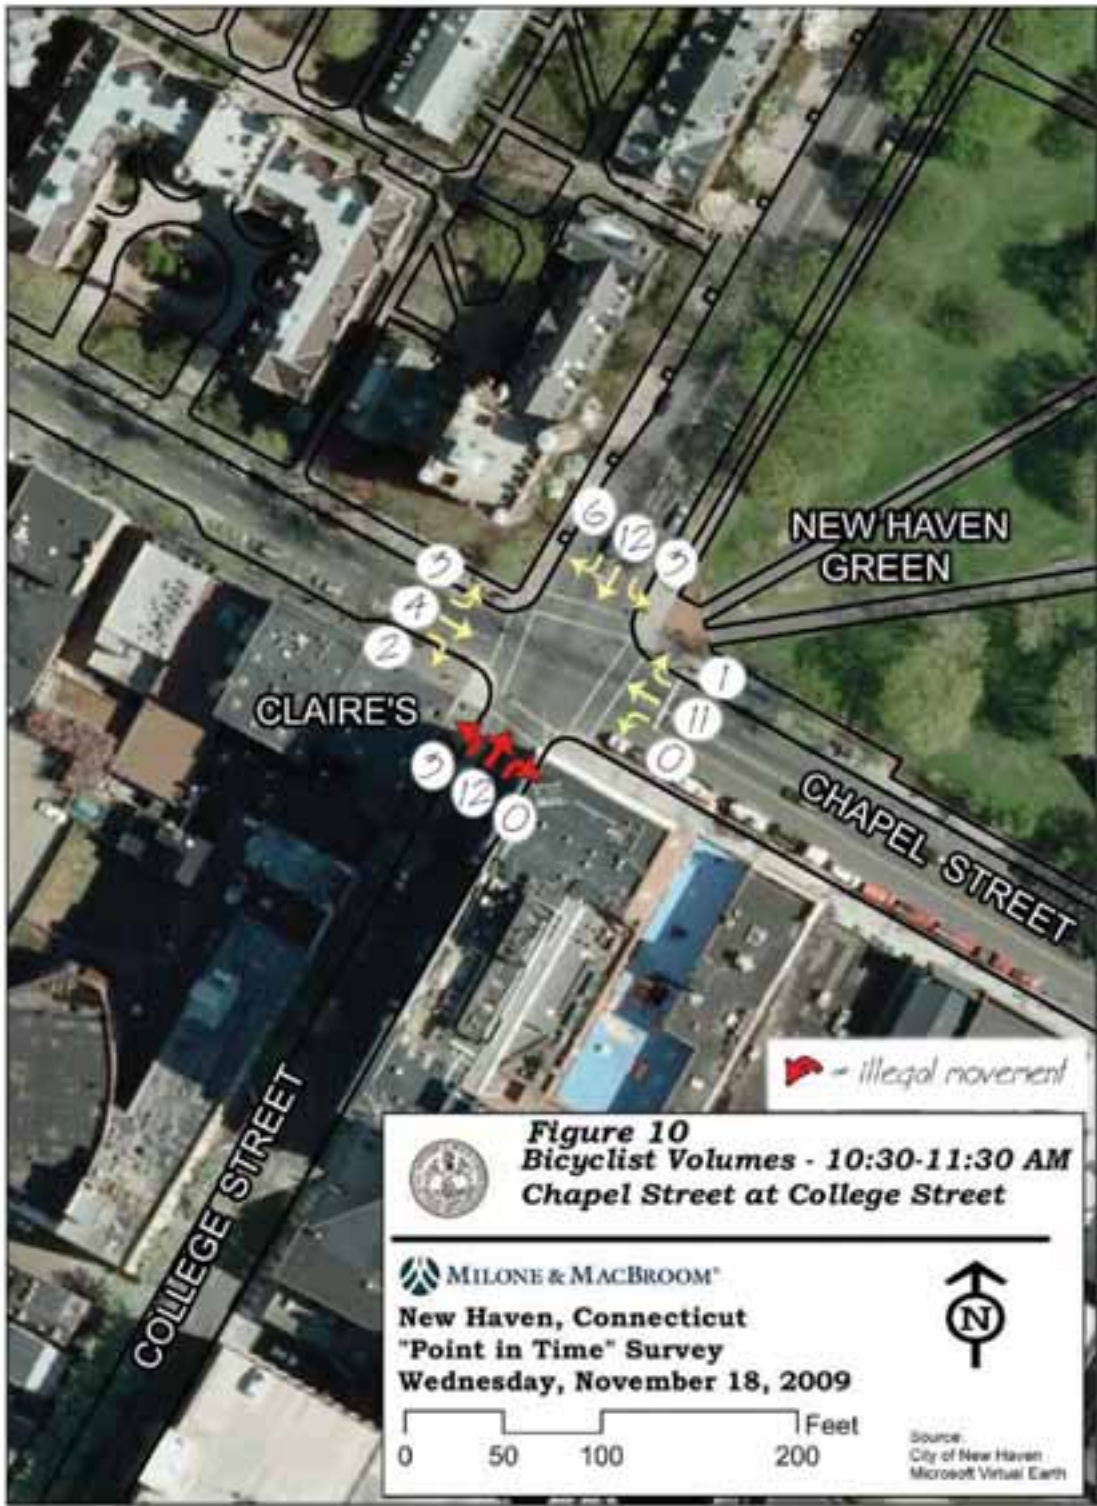 6 12 3
NEW HAVEN
GREEN
3
4
2
1
11
0
CLAIRE'S
3 12 0
CHAPEL STREET
COLLEGE STREET
= illegal movement
Figure 10
Bicyclist Volumes - 10:30-11:30 AM
Chapel Street at College Street
MILONE & MACBROOM®
New Haven, Connecticut
"Point in Time" Survey
Wednesday, November 18, 2009
N
Feet
0 50 100 200
Source:
City of New Haven
Microsoft Virtual Earth